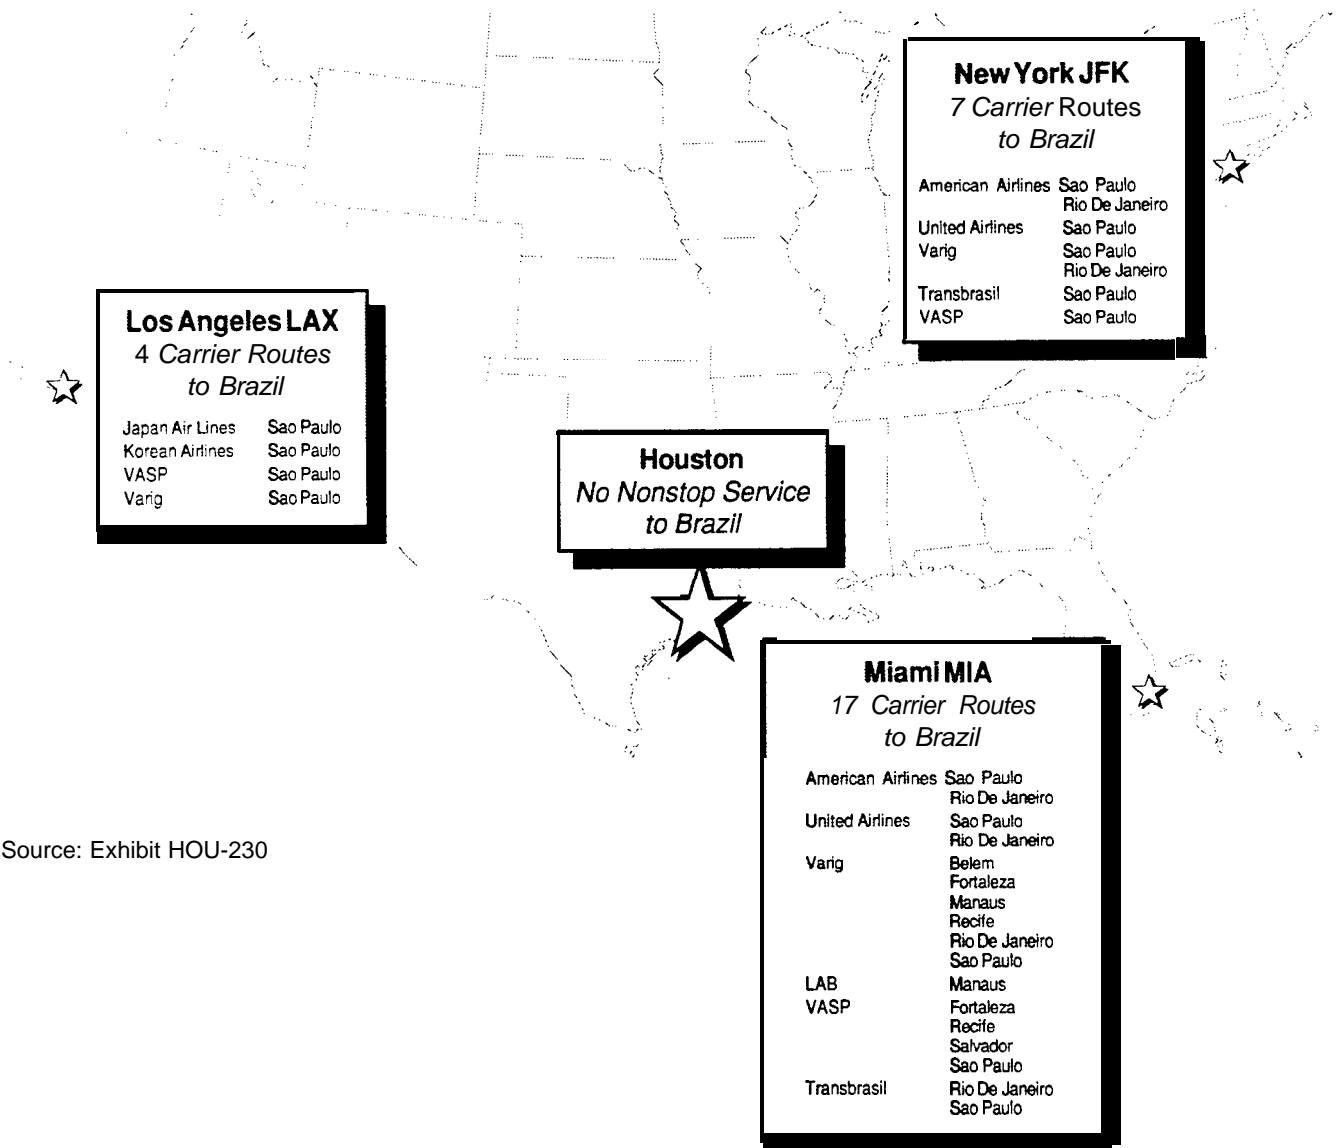 New York JFK
7 Carrier Routes
to Brazil
American Airlines Sao Paulo
Rio De Janeiro
United Airlines Sao Paulo
Varig Sao Paulo
Rio De Janeiro
Transbrasil Sao Paulo
VASP Sao Paulo
Los Angeles LAX
4 Carrier Routes
to Brazil
Japan Air Lines Sao Paulo
Korean Airlines Sao Paulo
VASP Sao Paulo
Varig Sao Paulo
Houston
No Nonstop Service
to Brazil
Miami MIA
17 Carrier Routes
to Brazil
American Airlines Sao Paulo
Rio De Janeiro
United Airlines Sao Paulo
Rio De Janeiro
Varig Belem
Fortaleza
Manaus
Recife
Rio De Janeiro
Sao Paulo
LAB Manaus
VASP Fortaleza
Recife
Salvador
Sao Paulo
Transbrasil Rio De Janeiro
Sao Paulo
Source: Exhibit HOU-230